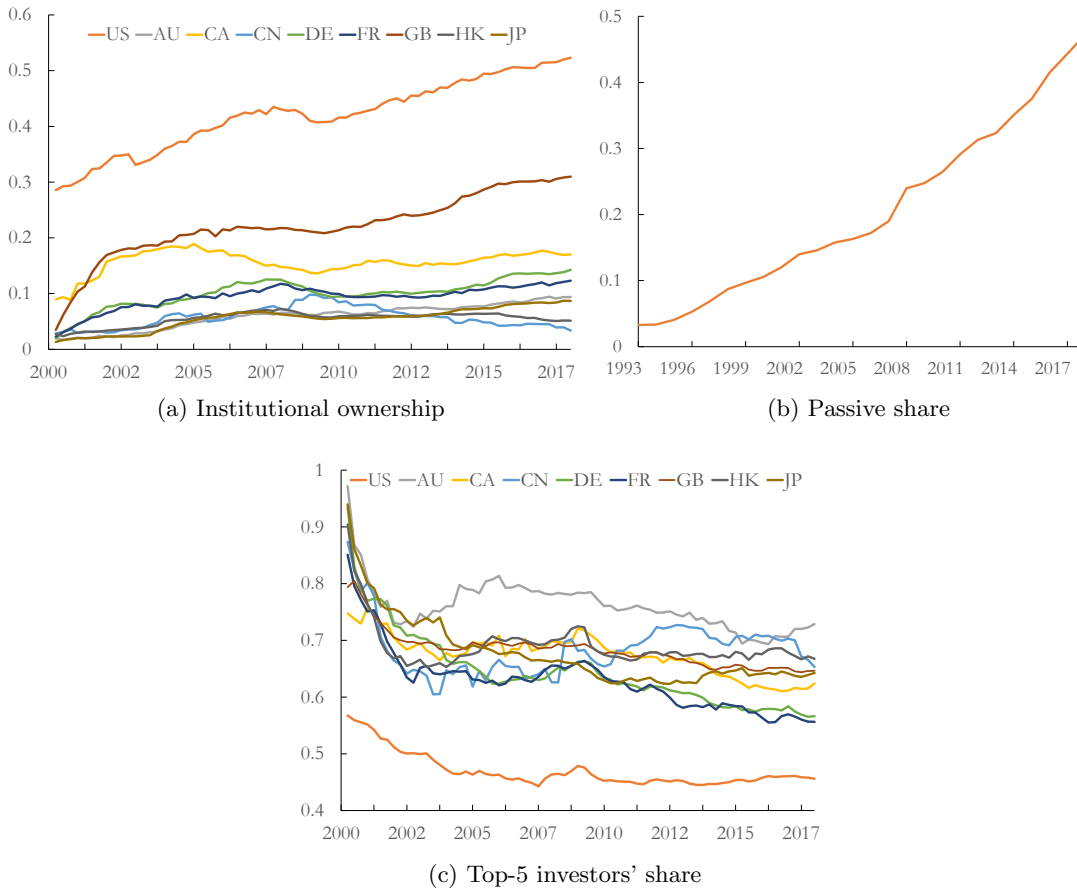 0.6
US AU CA CN DE FR GB HK JP
0.5
0.4
0.3
0.2
0.1
0
2000 2002 2005 2007 2010 2012 2015 2017
(a) Institutional ownership
0.5
0.4
0.3
0.2
0.1
0
1993 1996 1999 2002 2005 2008 2011 2014 2017
(b) Passive share
1
US AU CA CN DE FR GB HK JP
0.9
0.8
0.7
0.6
0.5
0.4
2000 2002 2005 2007 2010 2012 2015 2017
(c) Top-5 investors' share